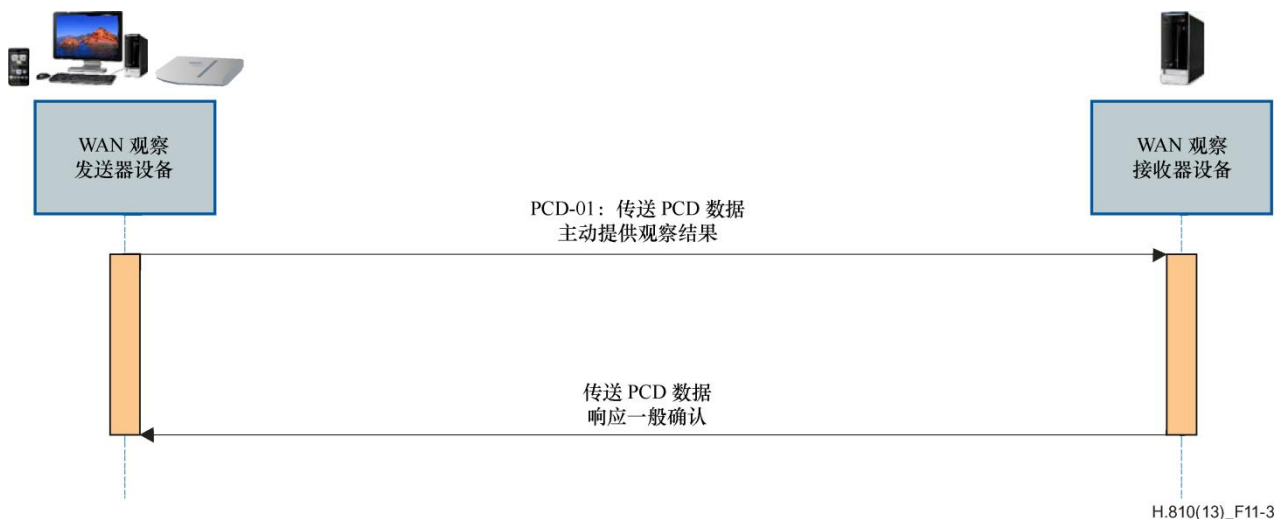 WAN 观察
发送器设备
WAN 观察
接收器设备
PCD-01：传送 PCD 数据
主动提供观察结果
传送 PCD 数据
响应一般确认
H.810(13)_F11-3